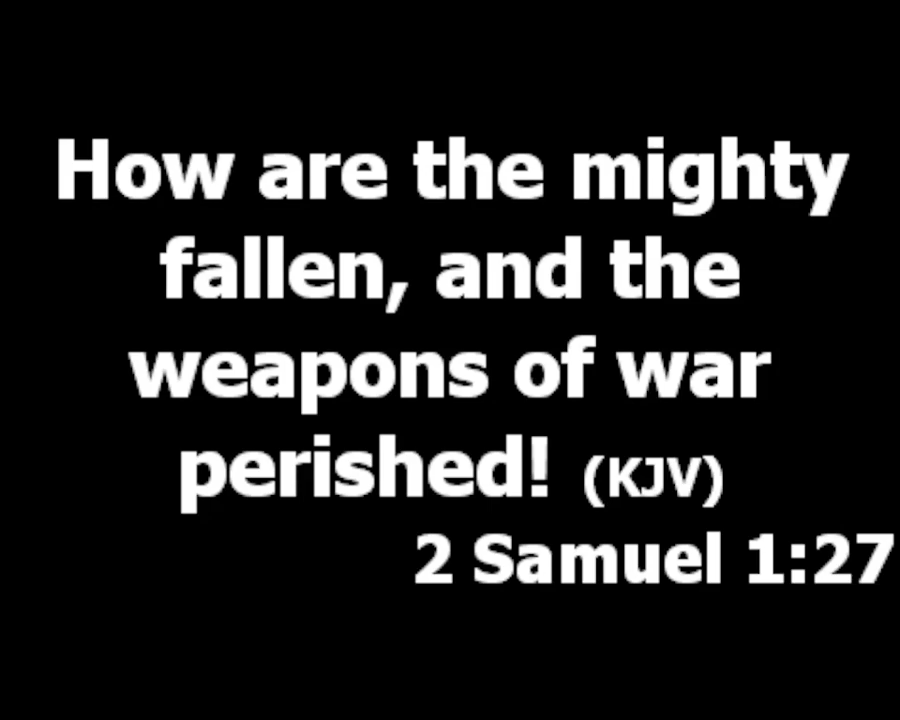 How are the mighty
fallen, and the
weapons of war
perished! (KJV)
2 Samuel 1:27